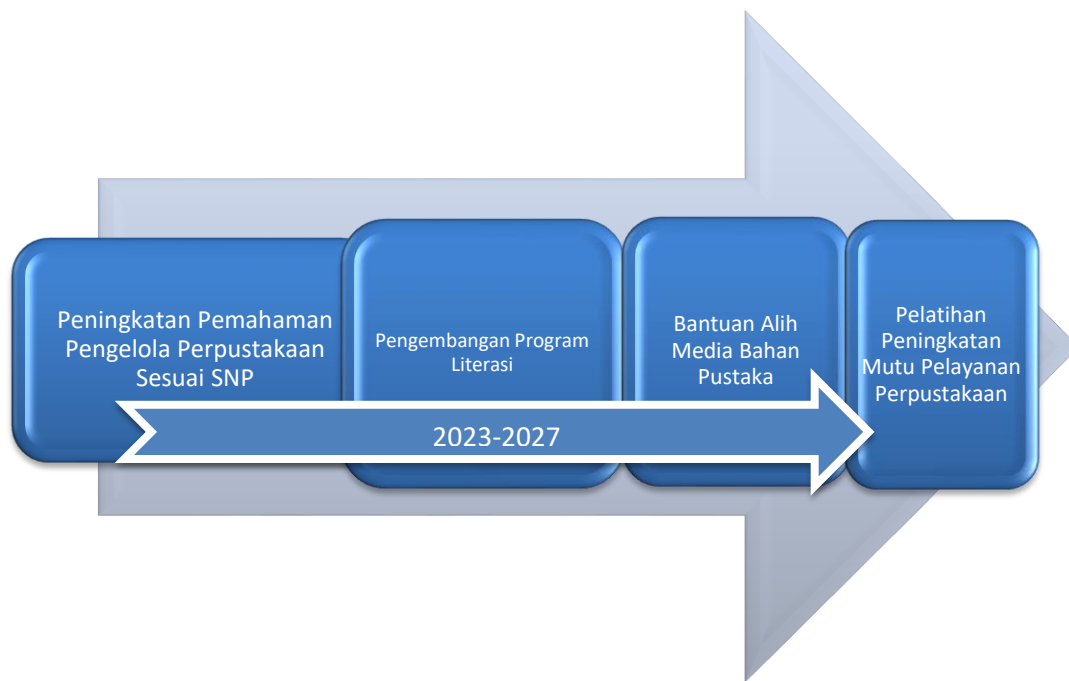 Peningkatan Pemahaman
Pengelola Perpustakaan
Sesuai SNP
Pengembangan Program
Literasi
Bantuan Alih
Media Bahan
Pustaka
Pelatihan
Peningkatan
Mutu Pelayanan
Perpustakaan
2023-2027